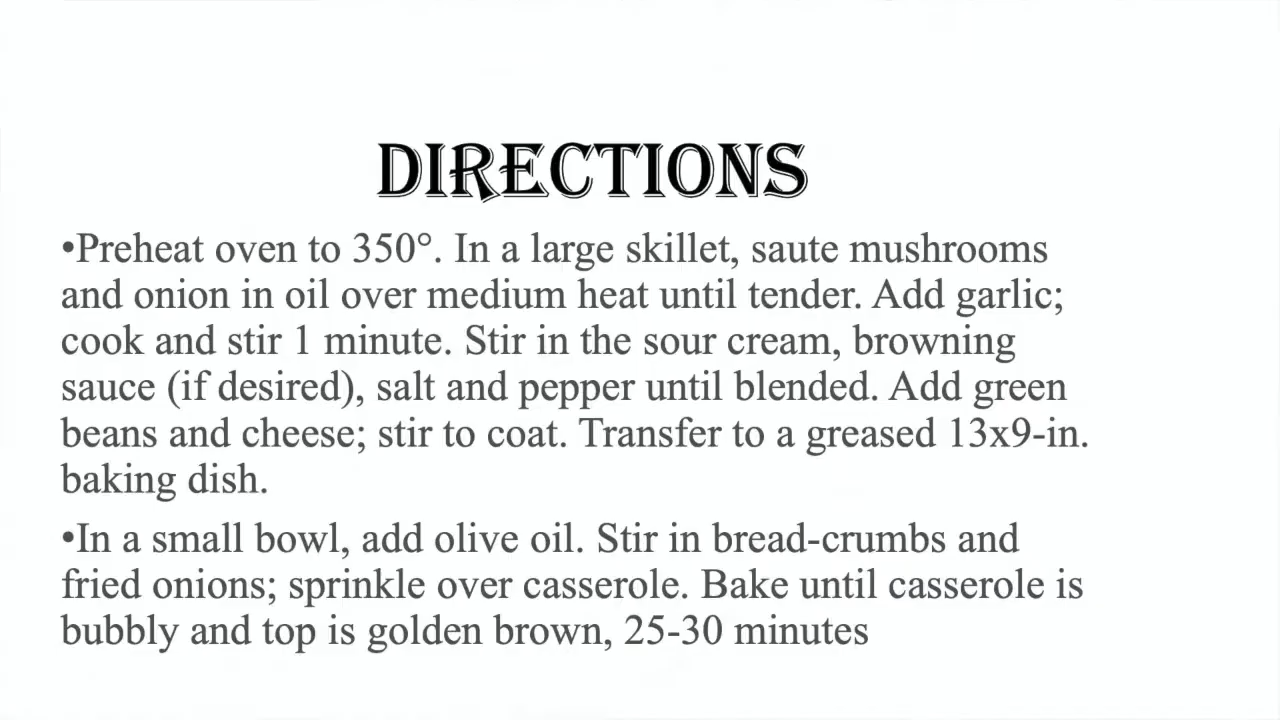 DIRECTIONS
•Preheat oven to 350°. In a large skillet, saute mushrooms
and onion in oil over medium heat until tender. Add garlic;
cook and stir 1 minute. Stir in the sour cream, browning
sauce (if desired), salt and pepper until blended. Add green
beans and cheese; stir to coat. Transfer to a greased 13x9-in.
baking dish.
•In a small bowl, add olive oil. Stir in bread-crumbs and
fried onions; sprinkle over casserole. Bake until casserole is
bubbly and top is golden brown, 25-30 minutes